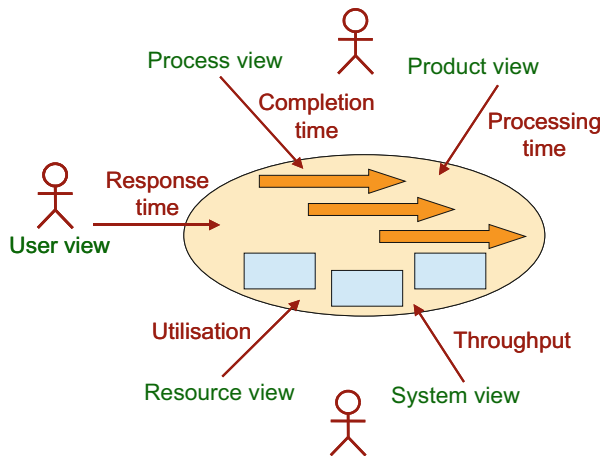 Process view
Product view
Completion
time
Processing
time
Response
time
User view
Utilisation
Throughput
Resource view
System view